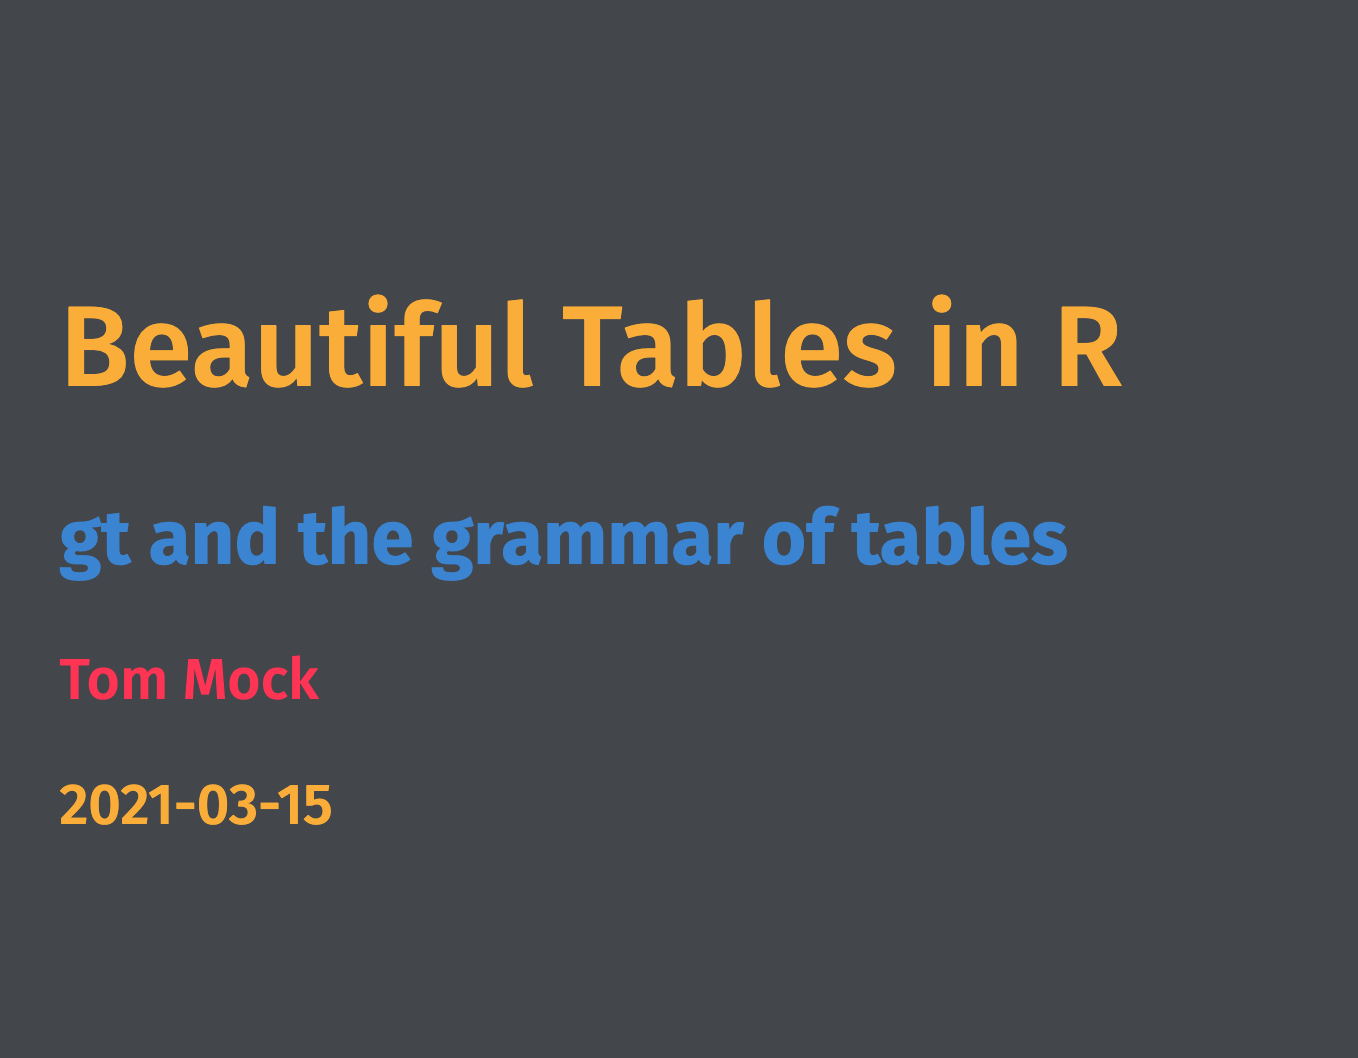 Beautiful Tables in R
gt and the grammar of tables
Tom Mock
2021-03-15